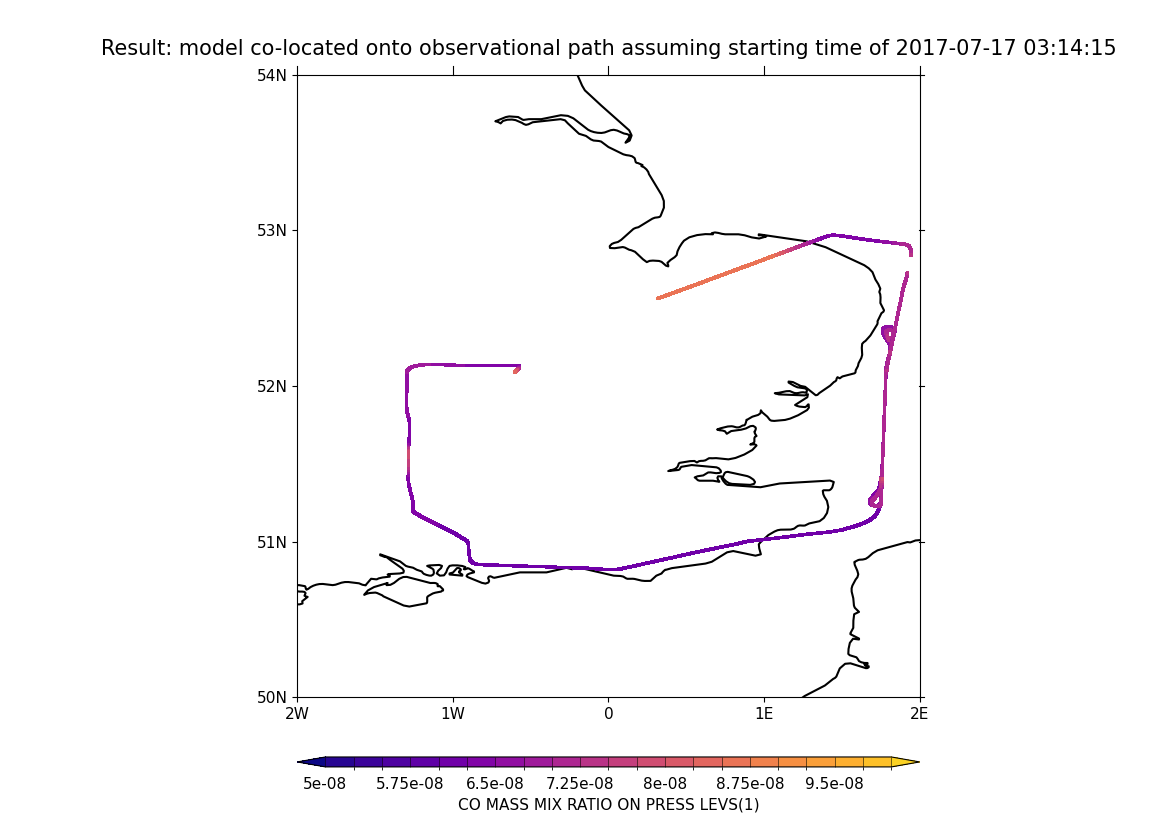 Result: model co-located onto observational path assuming starting time of 2017-07-17 03:14:15
54N
53N
52N
51N
50N
2W 1W 0 1E 2E
5e-08 5.75e-08 6.5e-08 7.25e-08 8e-08 8.75e-08 9.5e-08
CO MASS MIX RATIO ON PRESS LEVS(1)